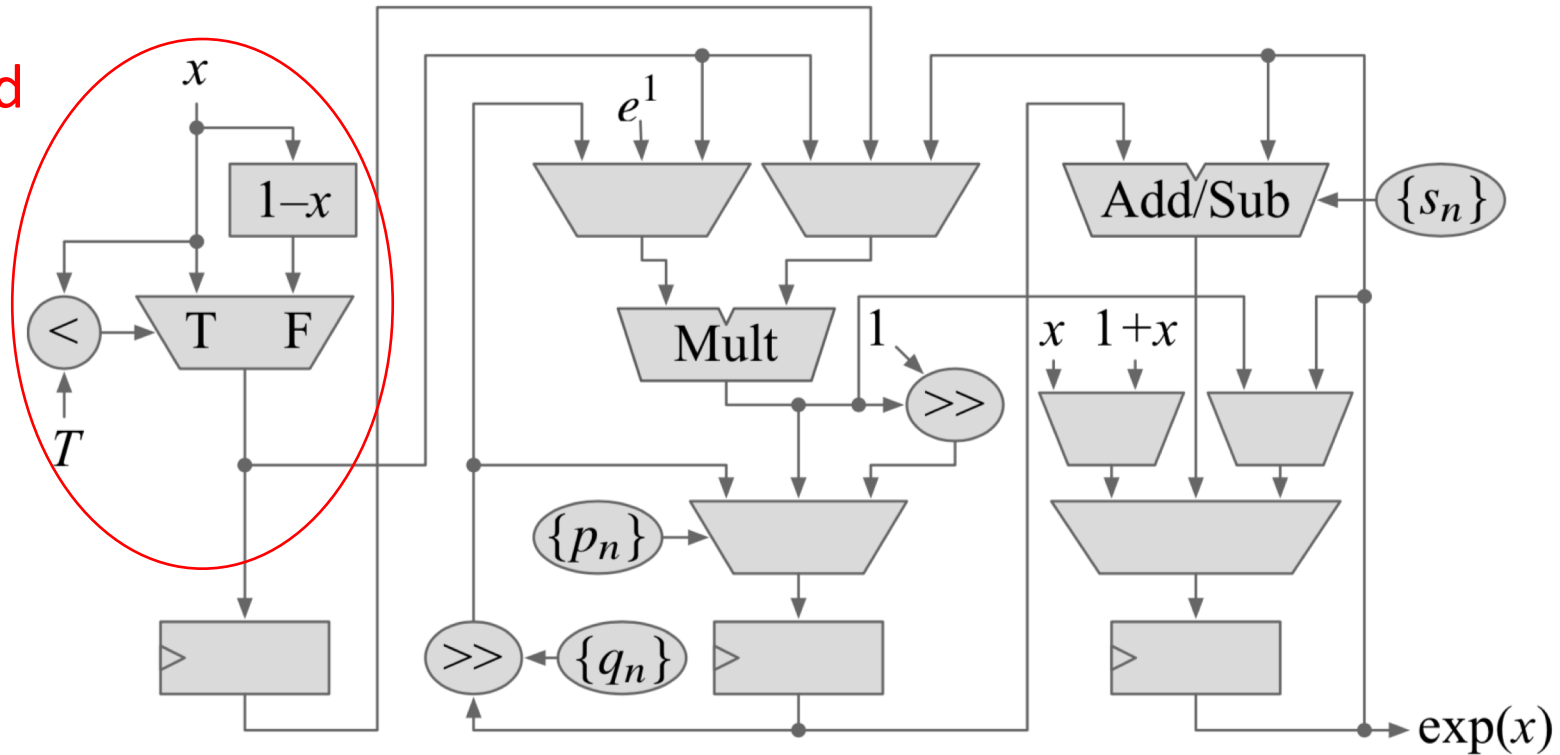 d
x
e¹
1–x
Add/Sub
{sₙ}
<
T F
Mult
1
x 1+x
>>
T
{pₙ}
>>
{qₙ}
exp(x)